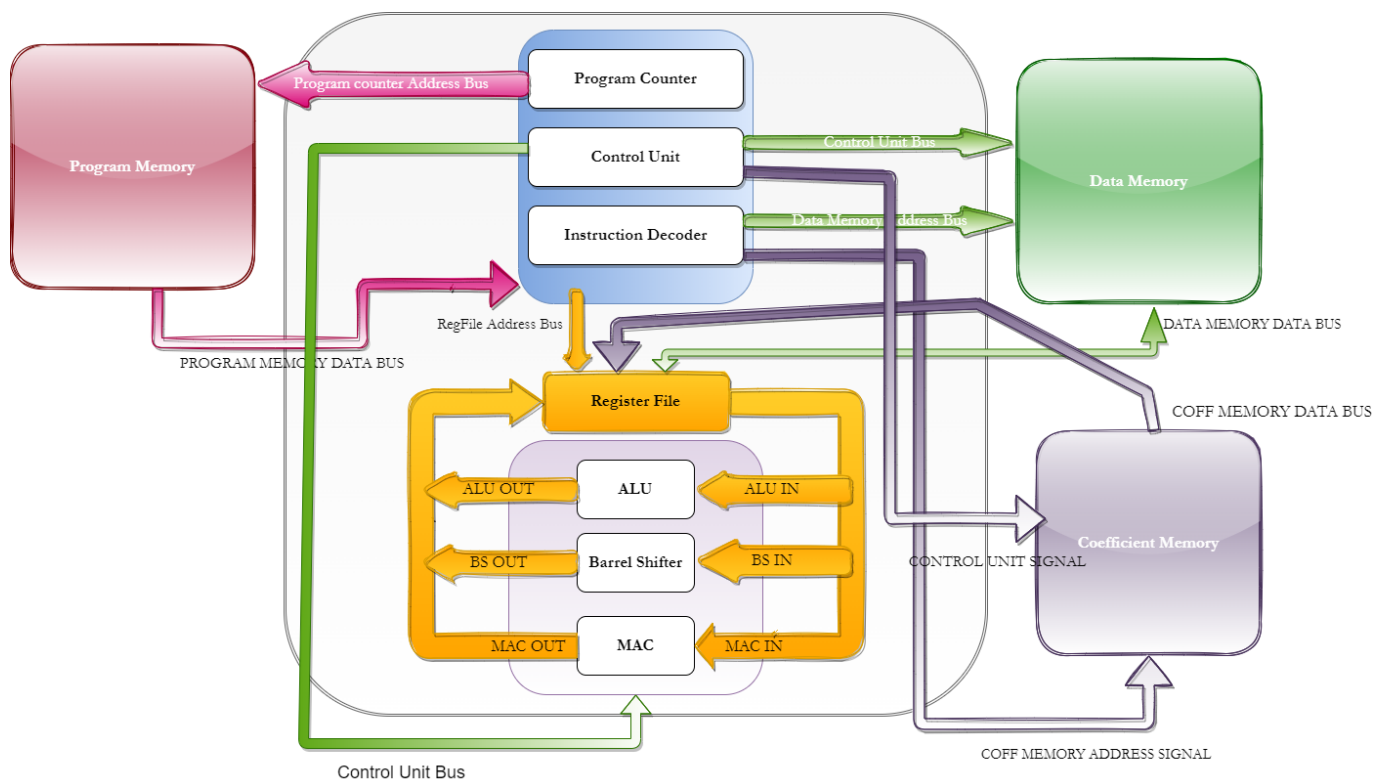 Program Counter
Program counter Address Bus
Control Unit Bus
Program Memory
Control Unit
Data Memory
Data Memory Address Bus
Instruction Decoder
RegFile Address Bus
DATA MEMORY DATA BUS
PROGRAM MEMORY DATA BUS
Register File
COFF MEMORY DATA BUS
ALU OUT
ALU
ALU IN
Coefficient Memory
BS OUT
Barrel Shifter
BS IN
CONTROL UNIT SIGNAL
MAC OUT
MAC
MAC IN
COFF MEMORY ADDRESS SIGNAL
Control Unit Bus